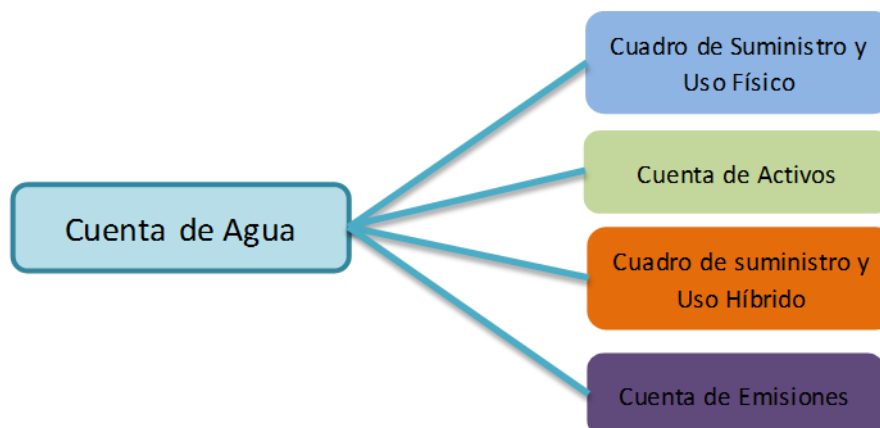 Cuadro de Suministro y
Uso Físico
Cuenta de Activos
Cuenta de Agua
Cuadro de suministro y
Uso Híbrido
Cuenta de Emisiones